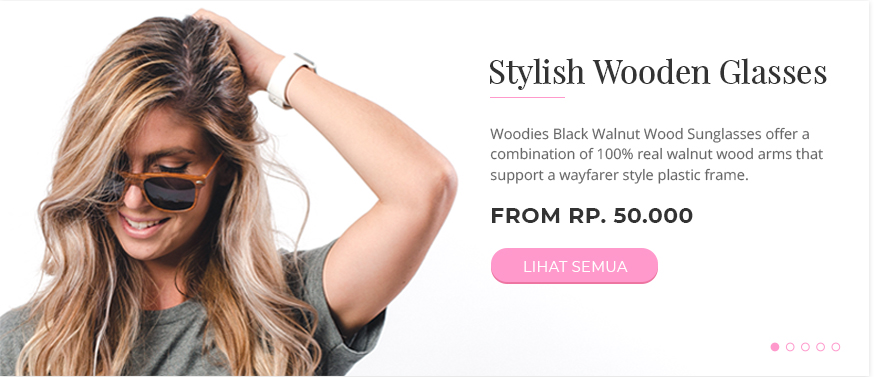 Stylish Wooden Glasses
Woodies Black Walnut Wood Sunglasses offer a
combination of 100% real walnut wood arms that
support a wayfarer style plastic frame.
FROM RP. 50.000
LIHAT SEMUA